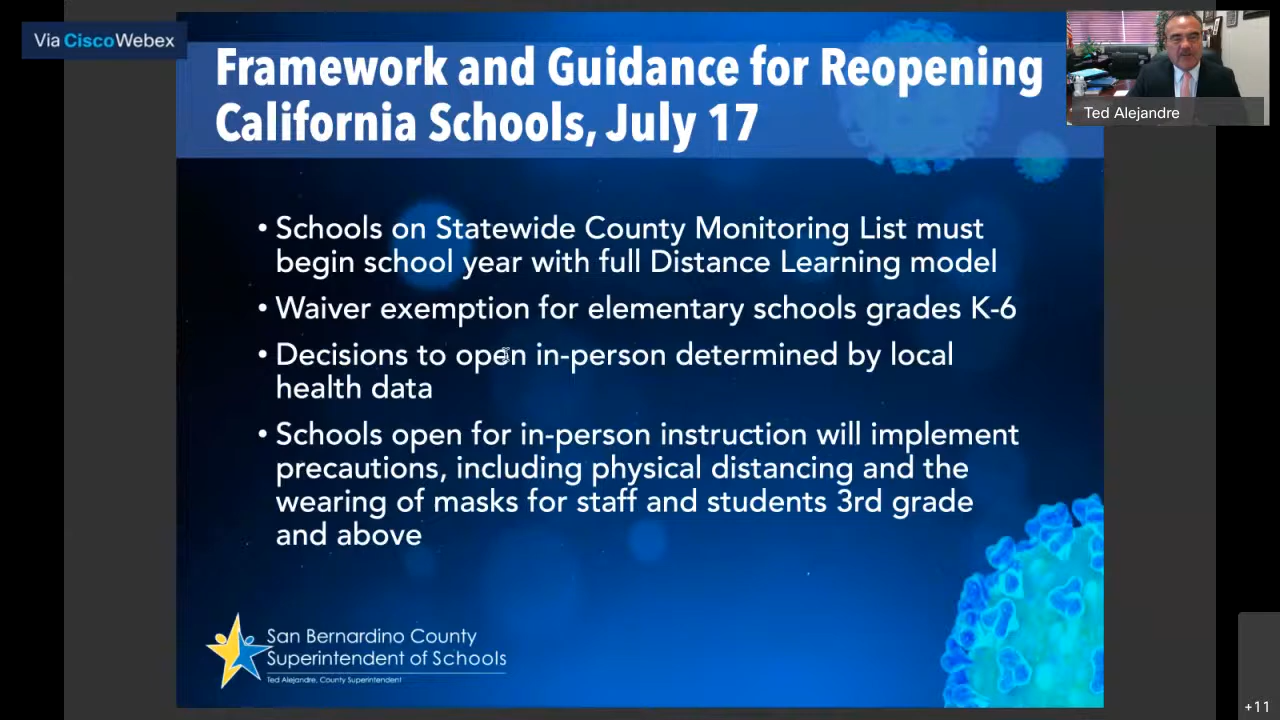 Via CiscoWebex
Framework and Guidance for Reopening
California Schools, July 17
Ted Alejandre
• Schools on Statewide County Monitoring List must
begin school year with full Distance Learning model
• Waiver exemption for elementary schools grades K-6
• Decisions to open in-person determined by local
health data
• Schools open for in-person instruction will implement
precautions, including physical distancing and the
wearing of masks for staff and students 3rd grade
and above
San Bernardino County
Superintendent of Schools
Ted Alejandre, County Superintendent
+11